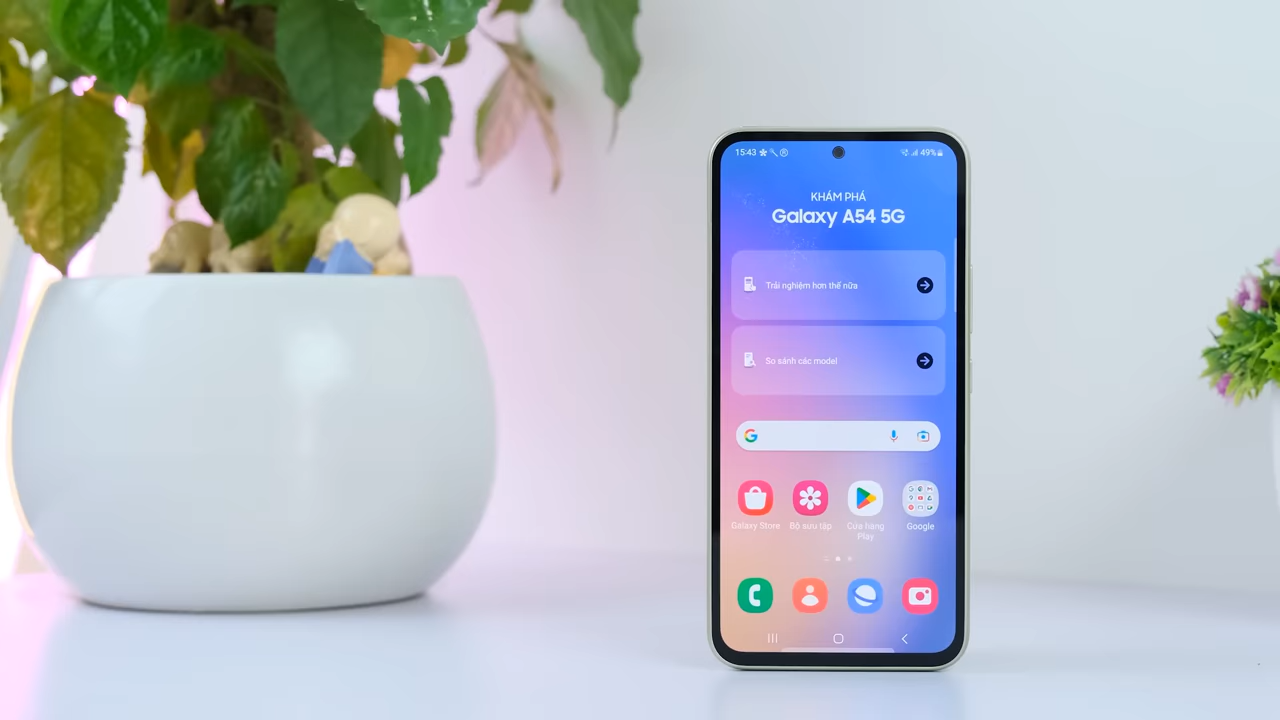 15:43
49%
KHÁM PHÁ
Galaxy A54 5G
Trải nghiệm hơn thế nữa
So sánh các model
Galaxy Store
Bộ sưu tập
Cửa hàng
Play
Google